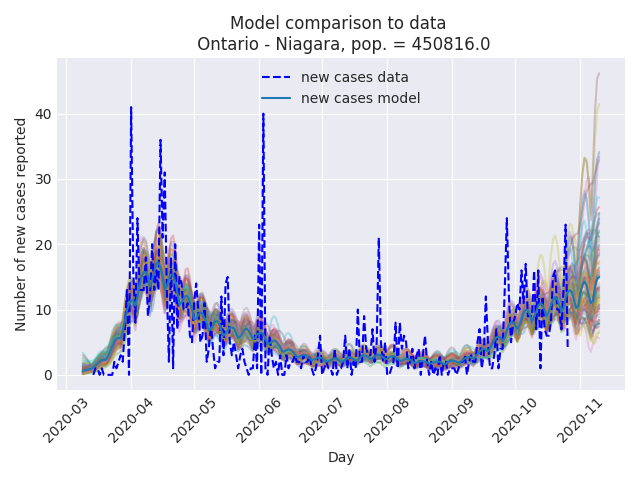 Model comparison to data
Ontario - Niagara, pop. = 450816.0
new cases data
new cases model
Number of new cases reported
40
30
20
10
0
2020-03
2020-04
2020-05
2020-06
2020-07
2020-08
2020-09
2020-10
2020-11
Day